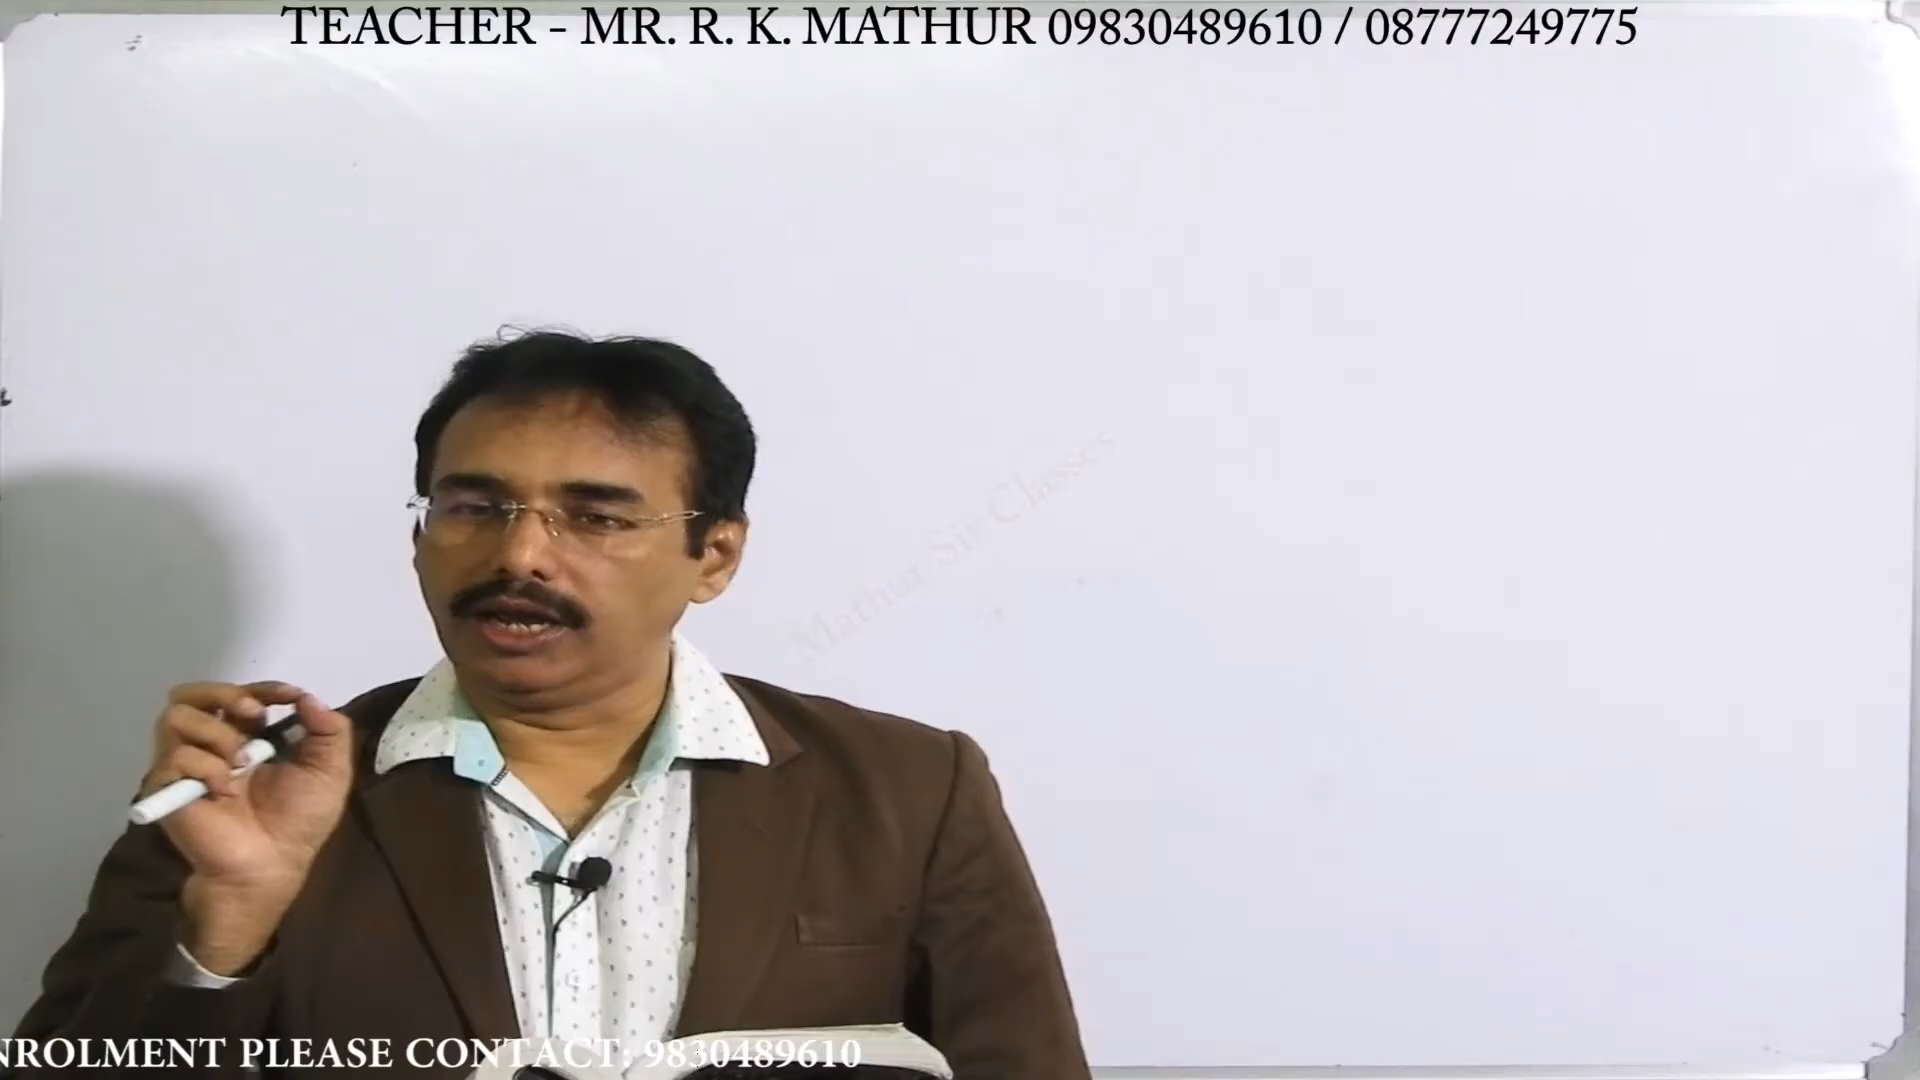 TEACHER - MR. R. K. MATHUR 09830489610 / 08777249775
Mathur Sir Classes
NROLMENT PLEASE CONTACT: 9830489610